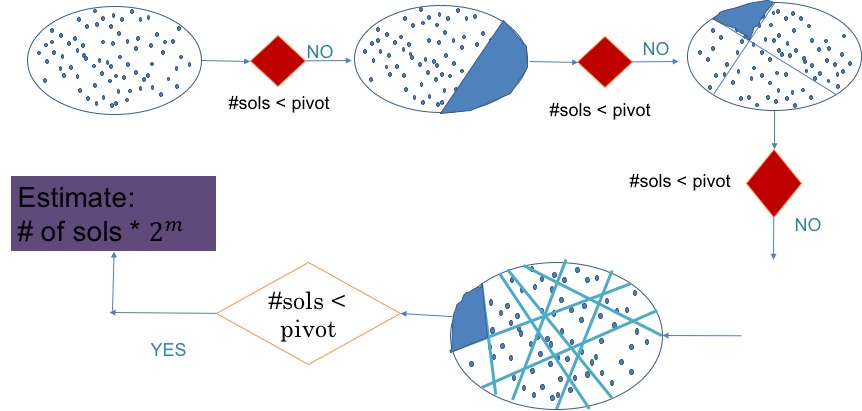 NO
#sols < pivot
NO
#sols < pivot
#sols < pivot
NO
Estimate:
# of sols * 2^m
#sols <
pivot
YES